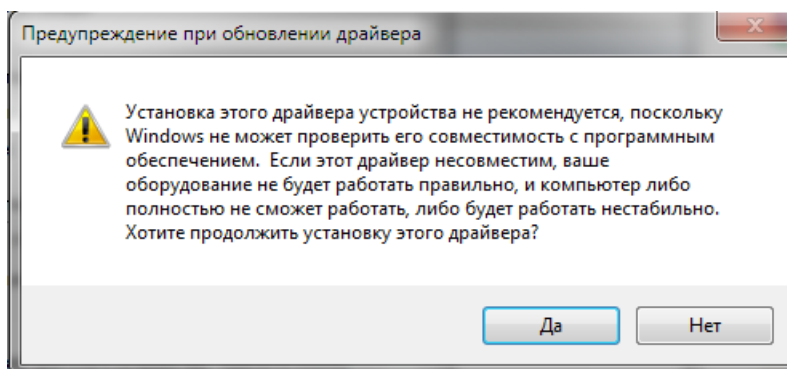 Предупреждение при обновлении драйвера
Установка этого драйвера устройства не рекомендуется, поскольку
Windows не может проверить его совместимость с программным
обеспечением.  Если этот драйвер несовместим, ваше
оборудование не будет работать правильно, и компьютер либо
полностью не сможет работать, либо будет работать нестабильно.
Хотите продолжить установку этого драйвера?
Да
Нет